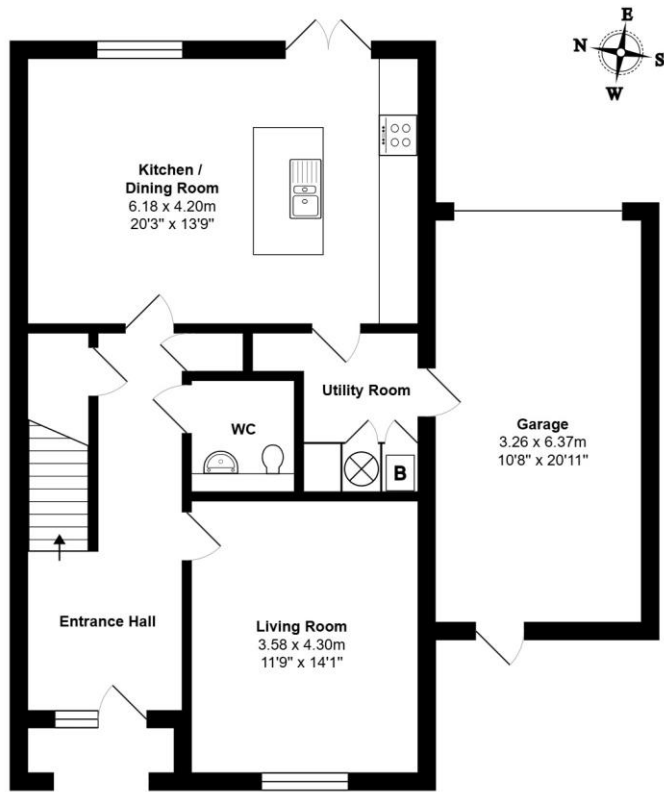 E
N
S
W
Kitchen /
Dining Room
6.18 x 4.20m
20'3" x 13'9"
Utility Room
WC
B
Garage
3.26 x 6.37m
10'8" x 20'11"
Entrance Hall
Living Room
3.58 x 4.30m
11'9" x 14'1"